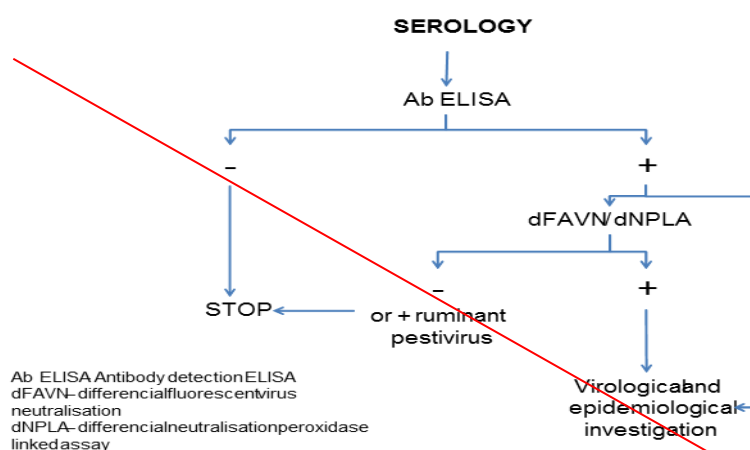 SEROLOGY
Ab ELISA
-
+
dFAVN/dNPLA
-
+
STOP
or + ruminant
pestivirus
Virological and
epidemiological
investigation
Ab ELISA Antibody detection ELISA
dFAVN– differencial fluorescent virus
neutralisation
dNPLA– differencial neutralisation peroxidase
linked assay